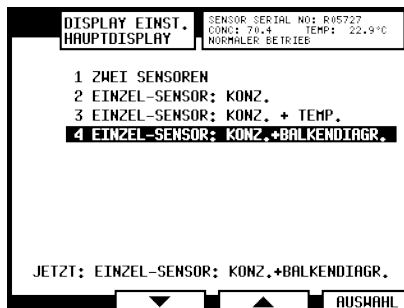 DISPLAY EINST.
HAUPTDISPLAY
SENSOR SERIAL NO: R05727
CONC: 70.4 TEMP: 22.9°C
NORMALER BETRIEB
1 ZWEI SENSOREN
2 EINZEL-SENSOR: KONZ.
3 EINZEL-SENSOR: KONZ. + TEMP.
4 EINZEL-SENSOR: KONZ.+BALKENDIAGR.
JETZT: EINZEL-SENSOR: KONZ.+BALKENDIAGR.
AUSWAHL